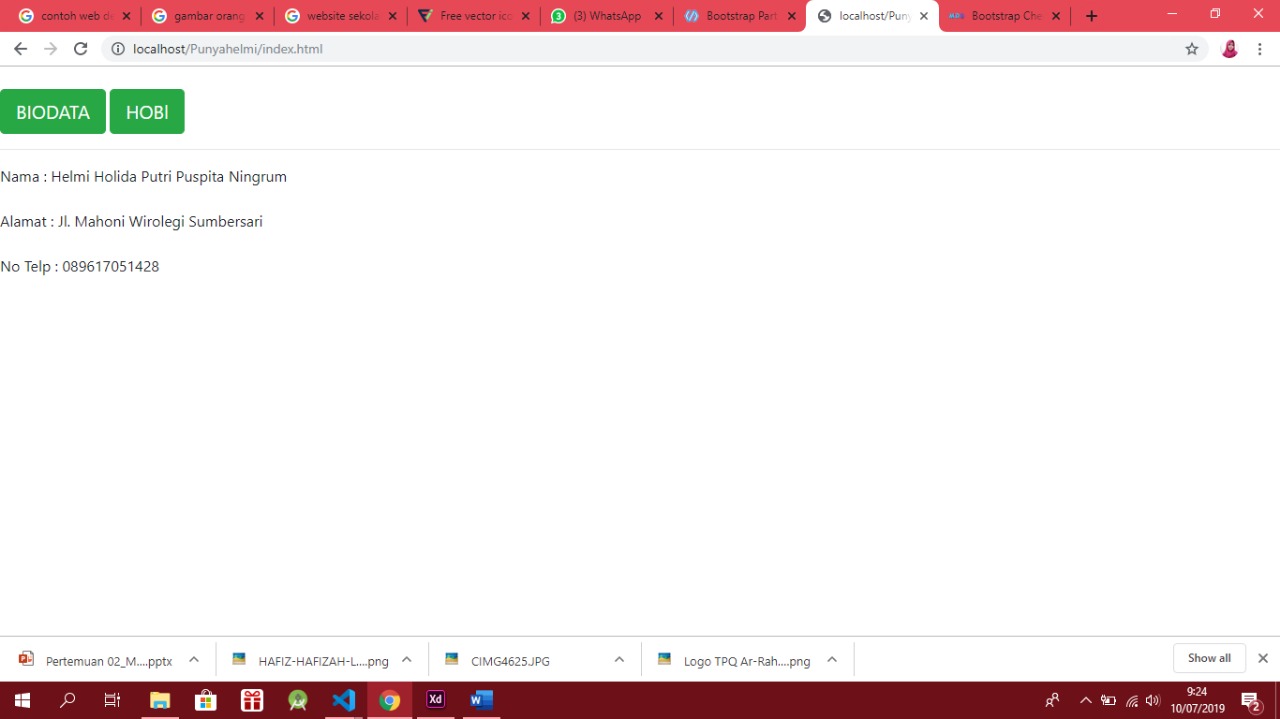 contoh web de
gambar orang
website sekola
Free vector ico
(3) WhatsApp
Bootstrap Part
localhost/Puny
Bootstrap Che
localhost/Punyahelmi/index.html
BIODATA HOBI
Nama : Helmi Holida Putri Puspita Ningrum
Alamat : Jl. Mahoni Wirolegi Sumbersari
No Telp : 089617051428
Pertemuan 02_M....pptx
HAFIZ-HAFIZAH-L....png
CIMG4625.JPG
Logo TPQ Ar-Rah....png
Show all
Xd
9:24
10/07/2019
2